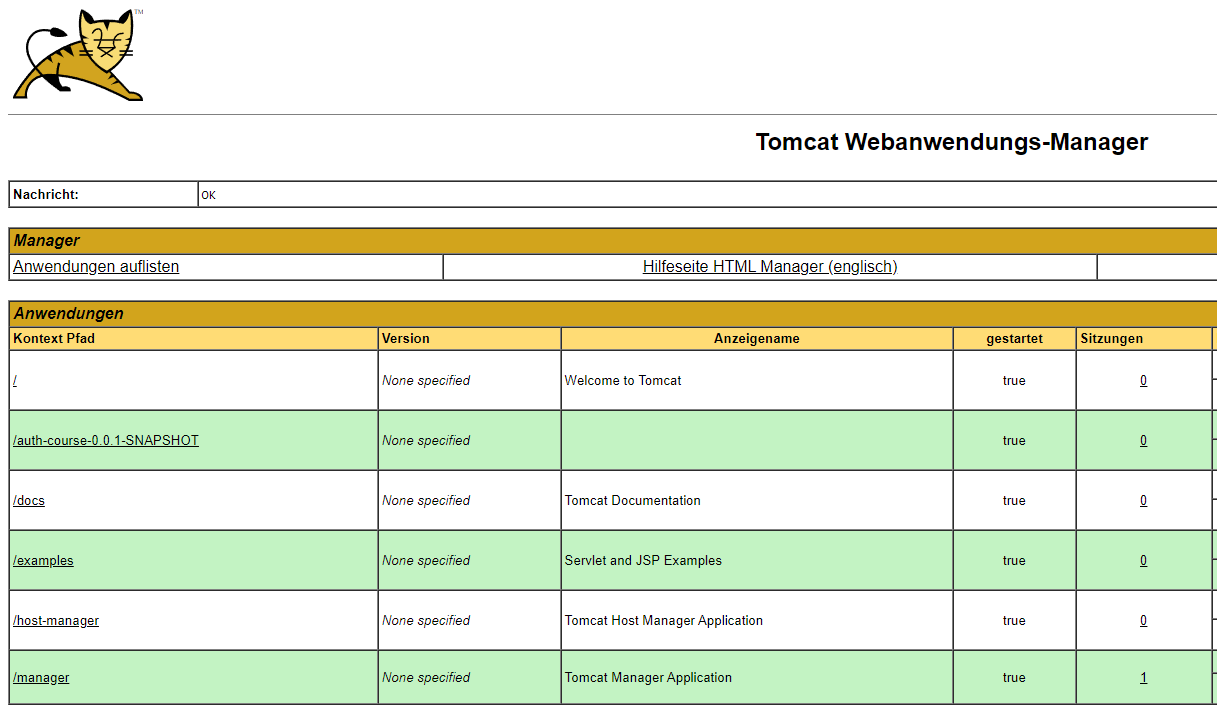 TM
Tomcat Webanwendungs-Manager
Nachricht: OK
Manager
Anwendungen auflisten Hilfeseite HTML Manager (englisch)
Anwendungen
Kontext Pfad Version Anzeigename gestartet Sitzungen
/ None specified Welcome to Tomcat true 0
/auth-course-0.0.1-SNAPSHOT None specified true 0
/docs None specified Tomcat Documentation true 0
/examples None specified Servlet and JSP Examples true 0
/host-manager None specified Tomcat Host Manager Application true 0
/manager None specified Tomcat Manager Application true 1